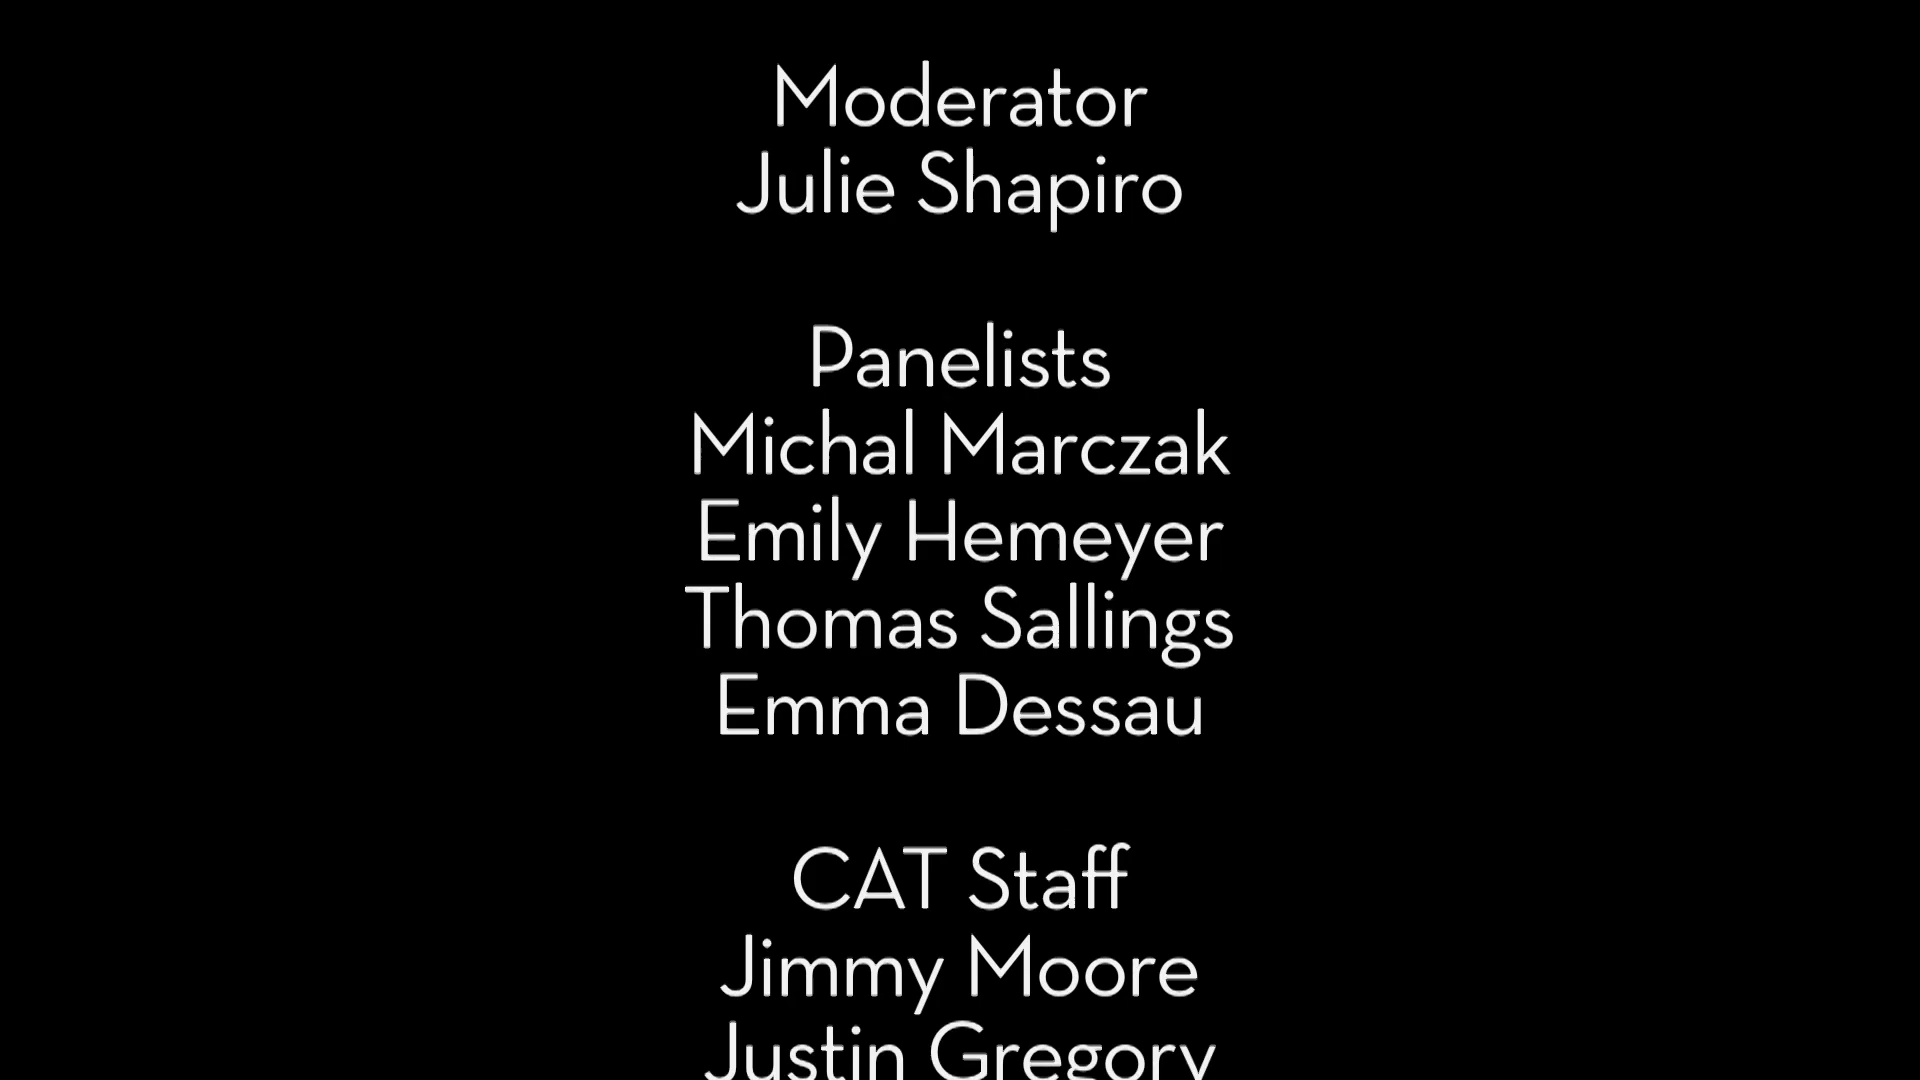 Moderator
Julie Shapiro
Panelists
Michal Marczak
Emily Hemeyer
Thomas Sallings
Emma Dessau
CAT Staff
Jimmy Moore
Justin Gregory